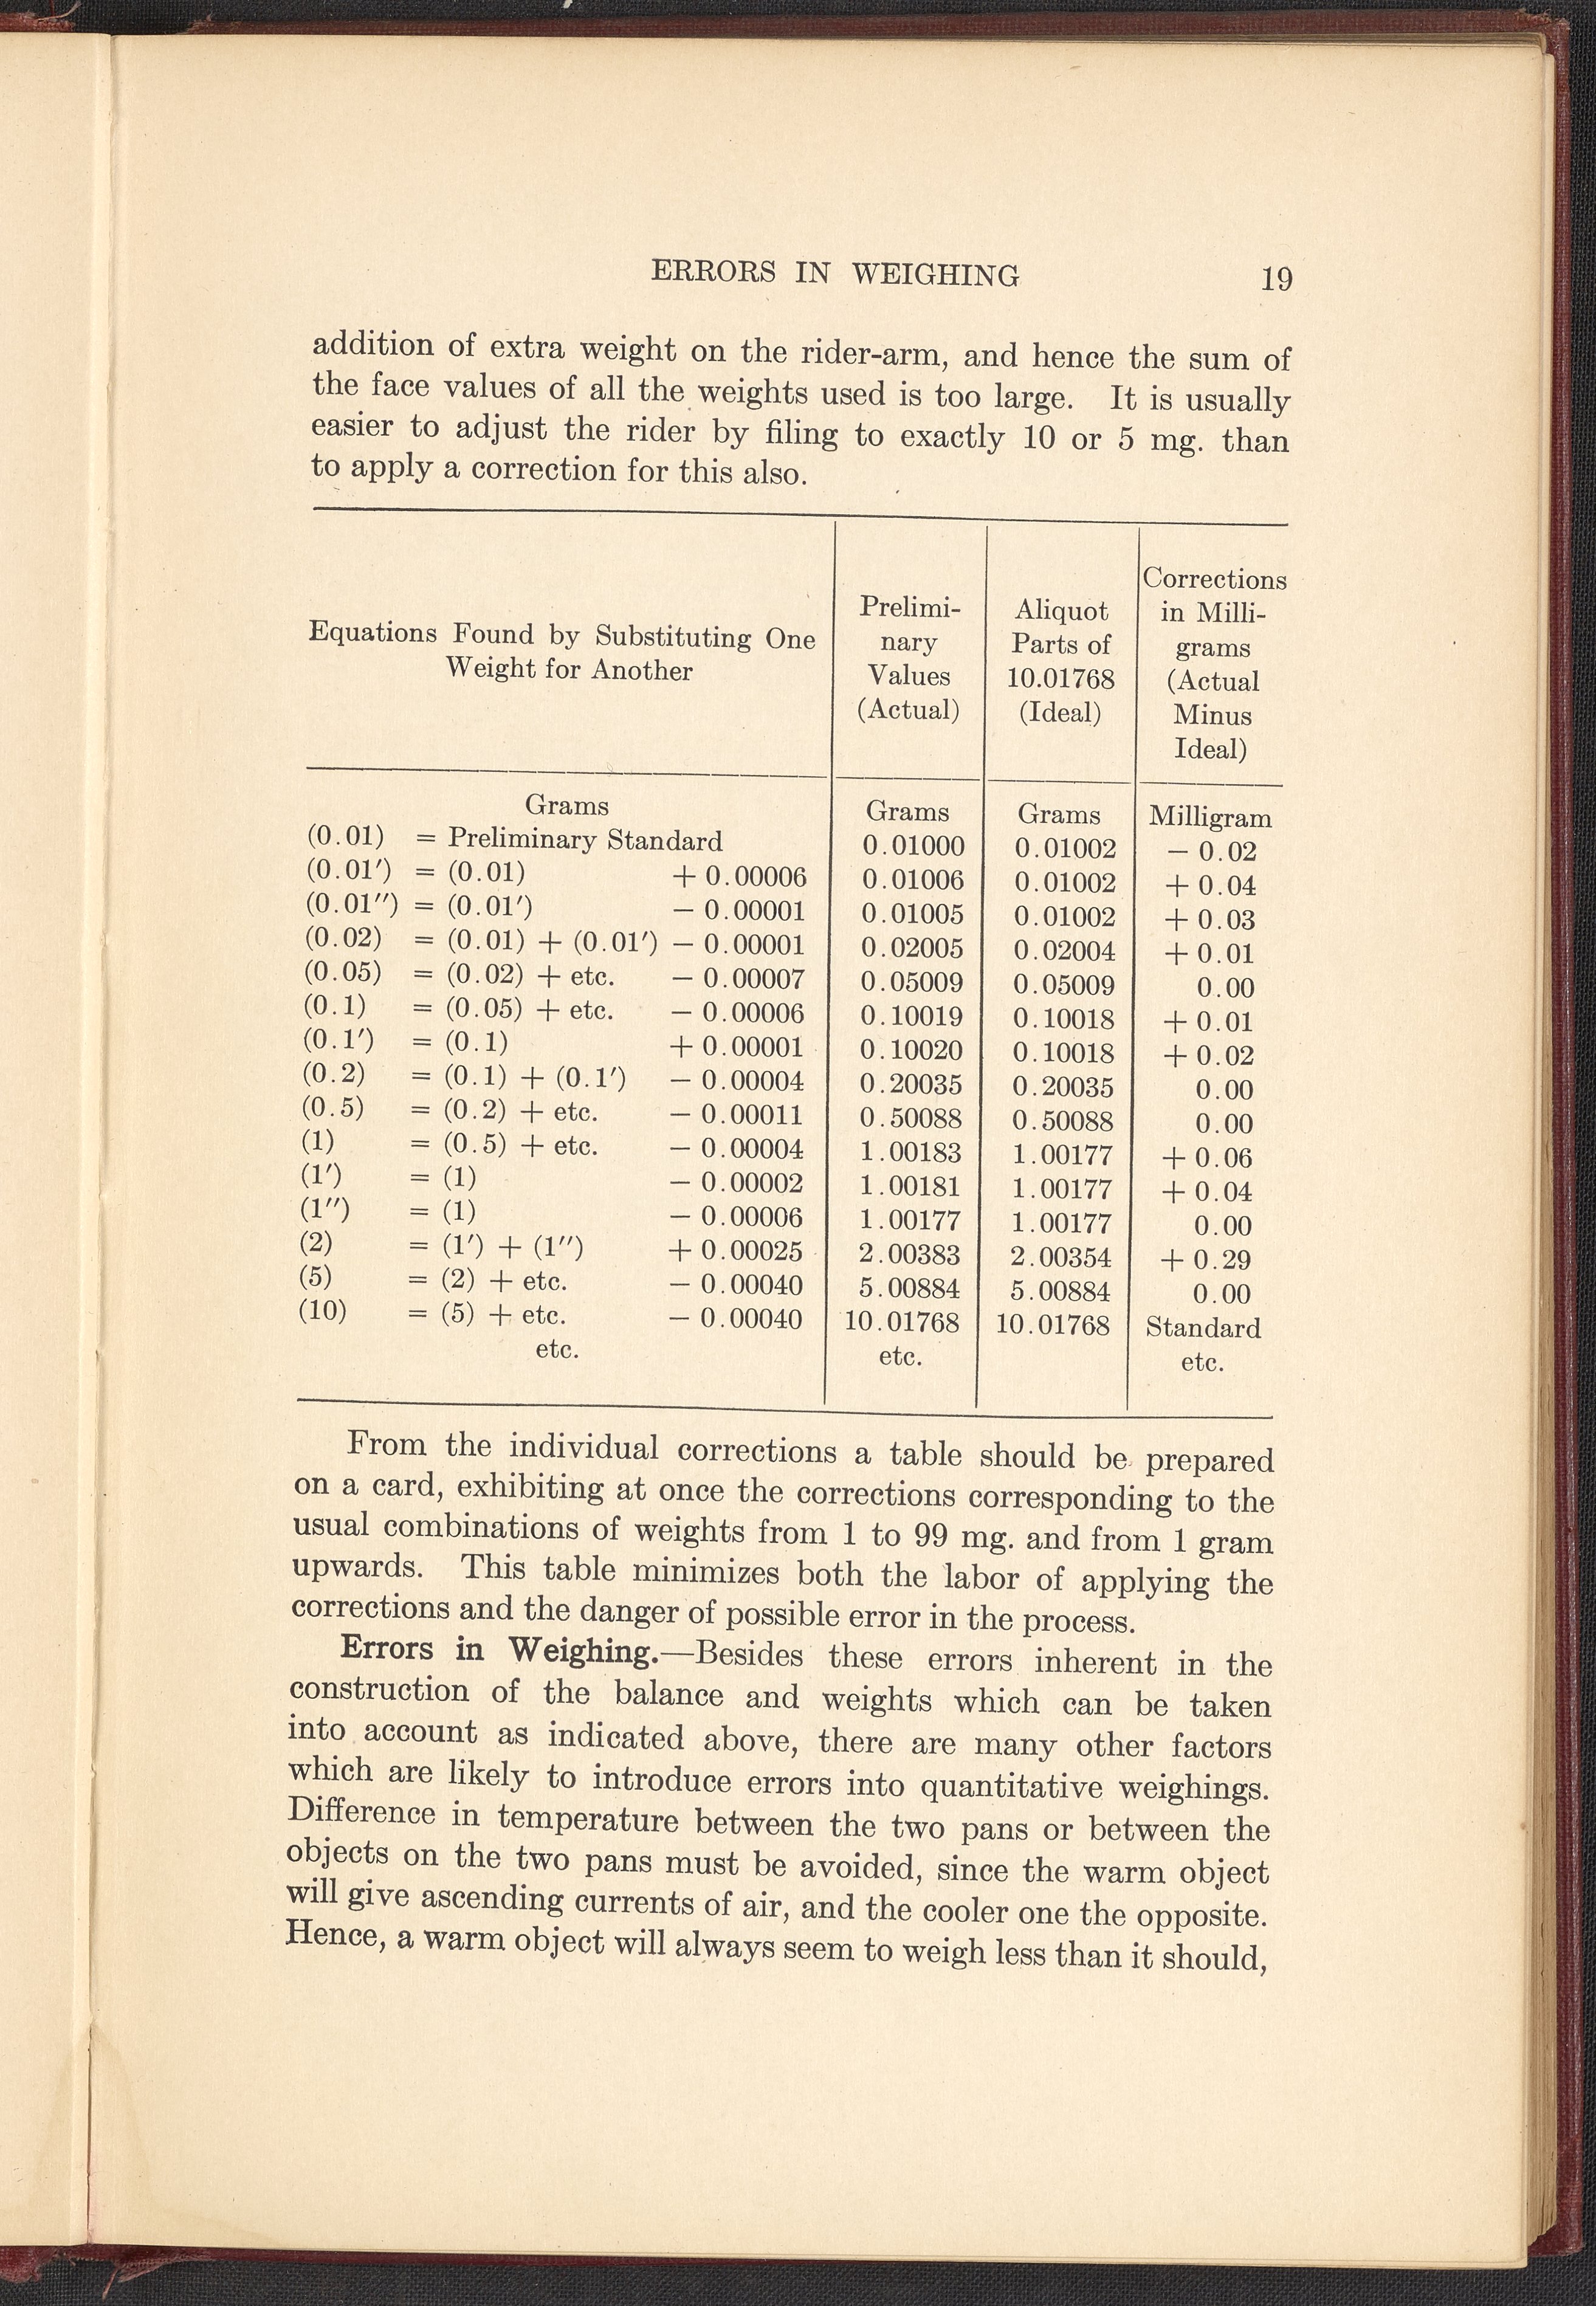 ERRORS IN WEIGHING 19
addition of extra weight on the rider-arm, and hence the sum of
the face values of all the weights used is too large. It is usually
easier to adjust the rider by filing to exactly 10 or 5 mg. than
to apply a correction for this also.
Equations Found by Substituting One
Weight for Another
Prelimi-
nary
Values
(Actual)
Aliquot
Parts of
10.01768
(Ideal)
Corrections
in Milli-
grams
(Actual
Minus
Ideal)
Grams Grams Grams Milligram
(0.01) = Preliminary Standard 0.01000 0.01002 − 0.02
(0.01′) = (0.01) + 0.00006 0.01006 0.01002 + 0.04
(0.01″) = (0.01′) − 0.00001 0.01005 0.01002 + 0.03
(0.02) = (0.01) + (0.01′) − 0.00001 0.02005 0.02004 + 0.01
(0.05) = (0.02) + etc. − 0.00007 0.05009 0.05009 0.00
(0.1) = (0.05) + etc. − 0.00006 0.10019 0.10018 + 0.01
(0.1′) = (0.1) + 0.00001 0.10020 0.10018 + 0.02
(0.2) = (0.1) + (0.1′) − 0.00004 0.20035 0.20035 0.00
(0.5) = (0.2) + etc. − 0.00011 0.50088 0.50088 0.00
(1) = (0.5) + etc. − 0.00004 1.00183 1.00177 + 0.06
(1′) = (1) − 0.00002 1.00181 1.00177 + 0.04
(1″) = (1) − 0.00006 1.00177 1.00177 0.00
(2) = (1′) + (1″) + 0.00025 2.00383 2.00354 + 0.29
(5) = (2) + etc. − 0.00040 5.00884 5.00884 0.00
(10) = (5) + etc. − 0.00040 10.01768 10.01768 Standard
etc. etc. etc.
From the individual corrections a table should be prepared
on a card, exhibiting at once the corrections corresponding to the
usual combinations of weights from 1 to 99 mg. and from 1 gram
upwards. This table minimizes both the labor of applying the
corrections and the danger of possible error in the process.
Errors in Weighing.—Besides these errors inherent in the
construction of the balance and weights which can be taken
into account as indicated above, there are many other factors
which are likely to introduce errors into quantitative weighings.
Difference in temperature between the two pans or between the
objects on the two pans must be avoided, since the warm object
will give ascending currents of air, and the cooler one the opposite.
Hence, a warm object will always seem to weigh less than it should,